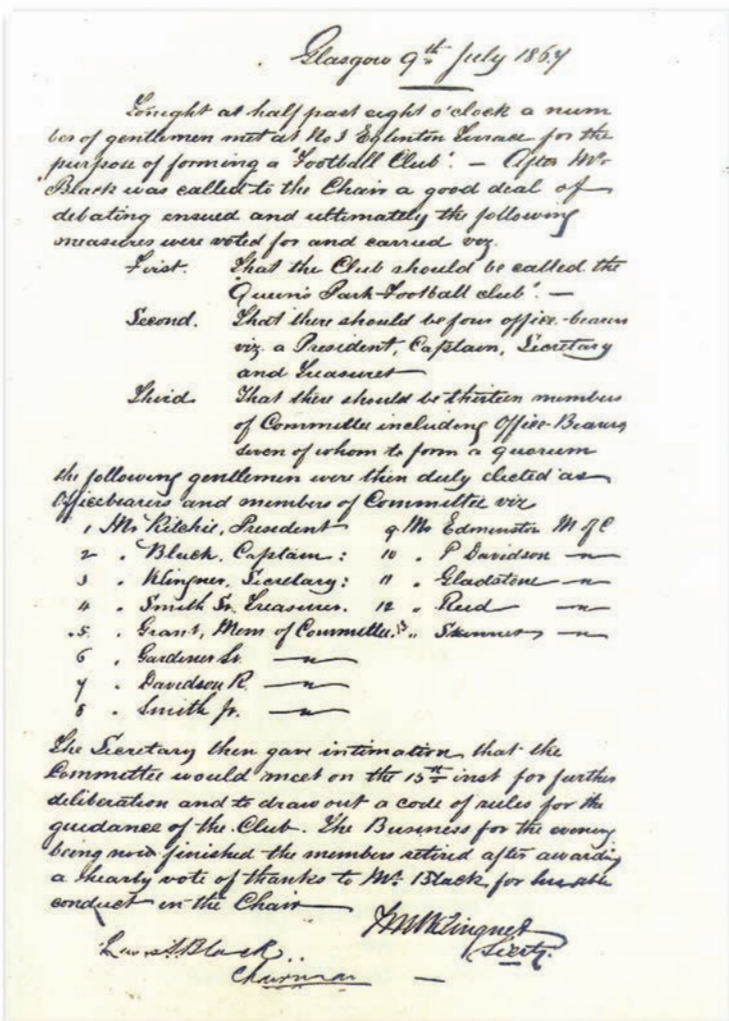 Glasgow 9th July 1867
Tonight at half past eight o'clock a num
ber of gentlemen met at No 3 Eglinton Terrace for the
purpose of forming a "Football Club". — After Mr
Black was called to the Chair a good deal of
debating ensued and ultimately the following
measures were voted for and carried viz.
First. That the Club should be called the
"Queen's Park Football club". —
Second. That there should be four office-bearers
viz. a President, Captain, Secretary
and Treasurer
Third. That there should be thirteen members
of Committee including Office-Bearers
seven of whom to form a quorum
The following gentlemen were then duly elected as
Officebearers and members of Committee viz
1 Mr Ritchie, President 9 Mr Edmiston M of C
2 " Black, Captain: 10 " P Davidson — " —
3 " Klingner, Secretary: 11 " Gladstone — " —
4 " Smith Sr. Treasurer. 12 " Reid — " —
5 " Grant, Mem of Committee. 13 " Skinner — " —
6 " Gardiner Sr. — " —
7 " Davidson R. — " —
8 " Smith Jr. — " —
The Secretary then gave intimation, that the
Committee would meet on the 15th inst for further
deliberation and to draw out a code of rules for the
guidance of the Club. The Business for the evening
being now finished the members retired after awarding
a hearty vote of thanks to Mr. Black for his able
conduct in the Chair
Klingner
Secty.
Lewis S Black
Chairman —